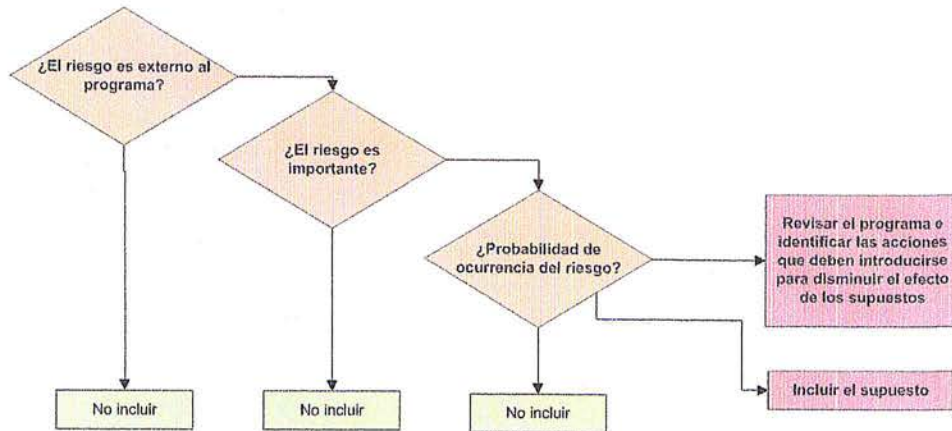 ¿El riesgo es externo al
programa?
¿El riesgo es
importante?
¿Probabilidad de
ocurrencia del riesgo?
Revisar el programa e
identificar las acciones
que deben introducirse
para disminuir el efecto
de los supuestos
Incluir el supuesto
No incluir
No incluir
No incluir